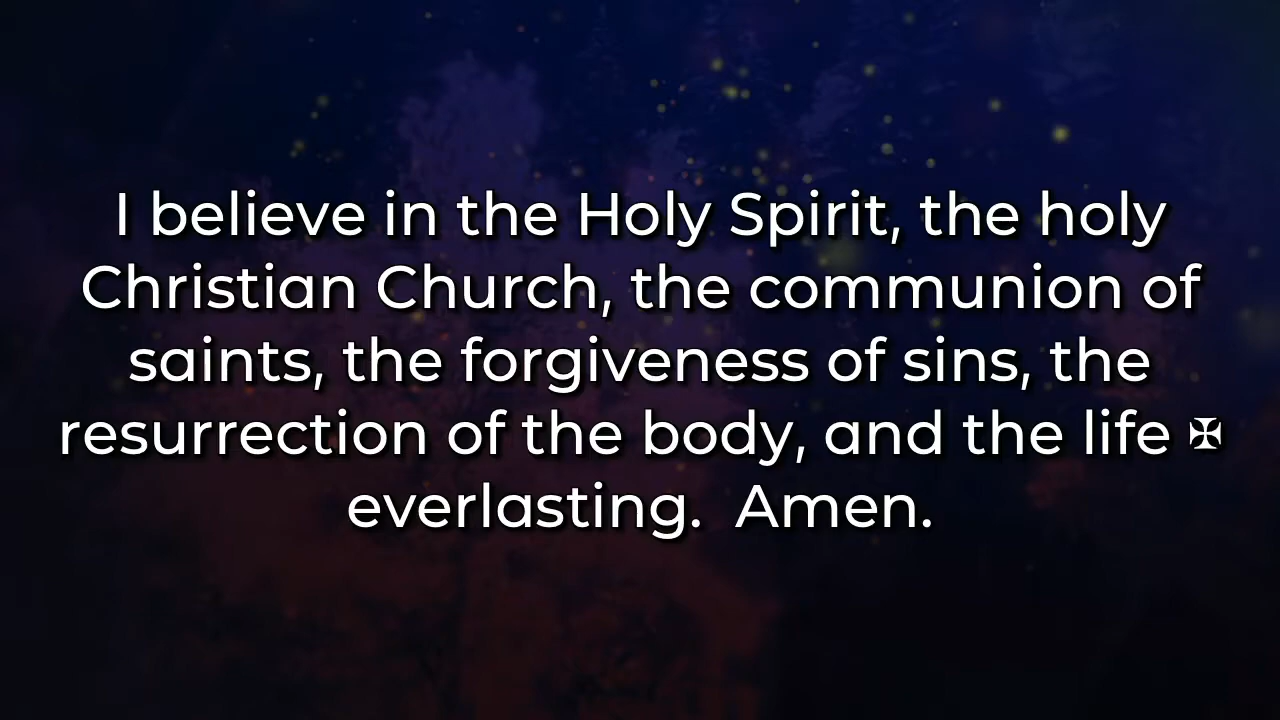 I believe in the Holy Spirit, the holy
Christian Church, the communion of
saints, the forgiveness of sins, the
resurrection of the body, and the life ✠
everlasting.  Amen.